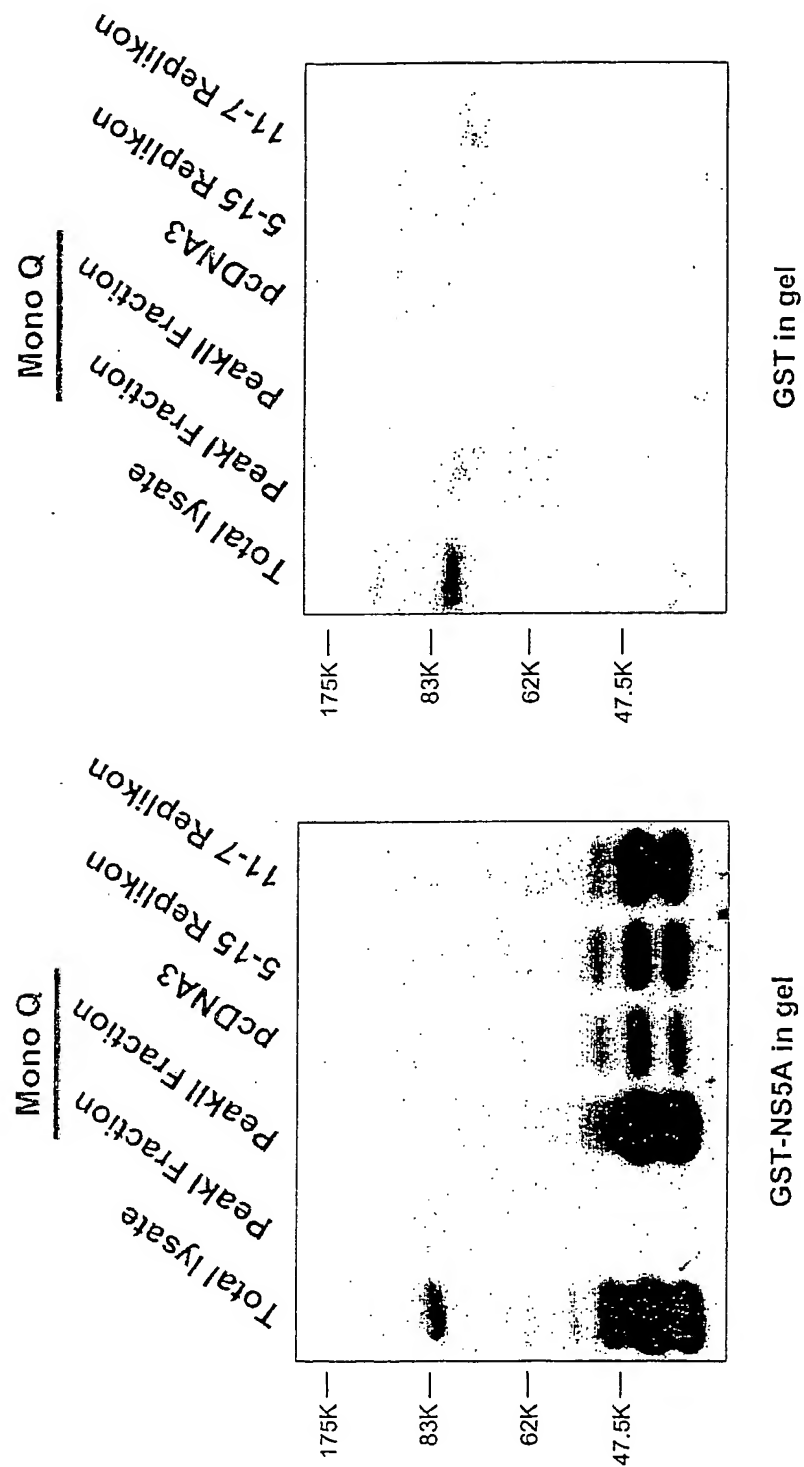 Mono Q
Total lysate
PeakI Fraction
PeakII Fraction
pcDNA3
5-15 Replikon
11-7 Replikon
175K
83K
62K
47.5K
GST-NS5A in gel
Mono Q
Total lysate
PeakI Fraction
PeakII Fraction
pcDNA3
5-15 Replikon
11-7 Replikon
175K
83K
62K
47.5K
GST in gel